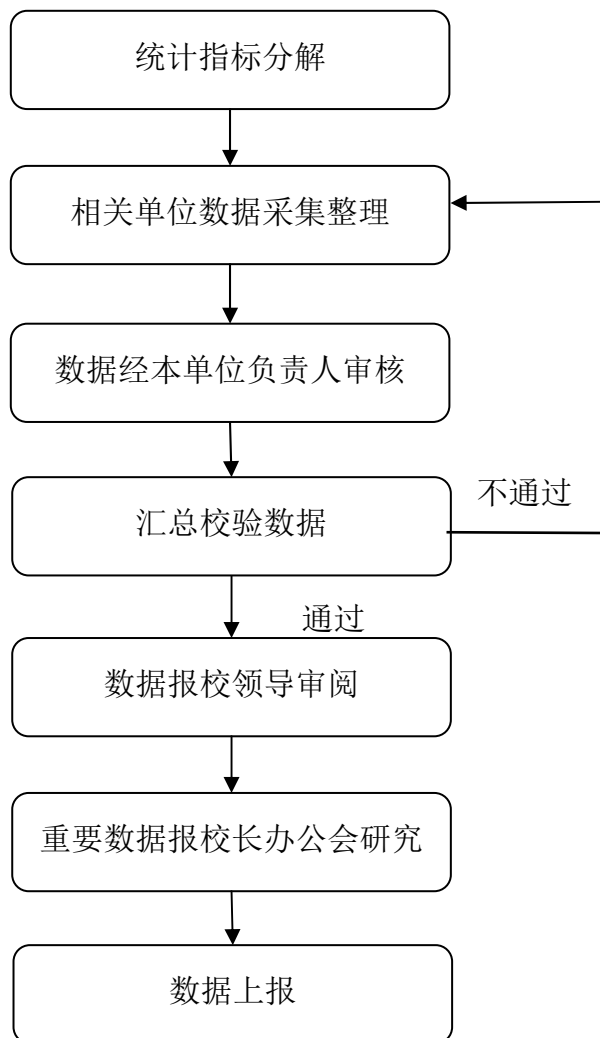 统计指标分解
相关单位数据采集整理
数据经本单位负责人审核
不通过
汇总校验数据
通过
数据报校领导审阅
重要数据报校长办公会研究
数据上报